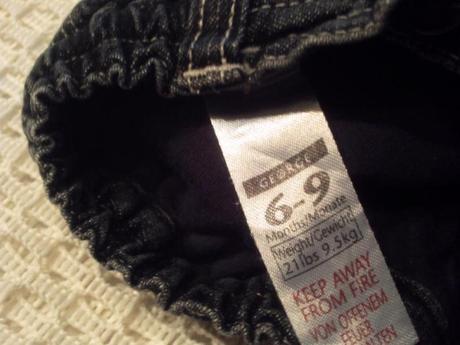 GEORGE
6-9
Months/Monate
Weight/Gewicht
21lbs 9.5kg
KEEP AWAY
FROM FIRE
VON OFFENEM
FEUER